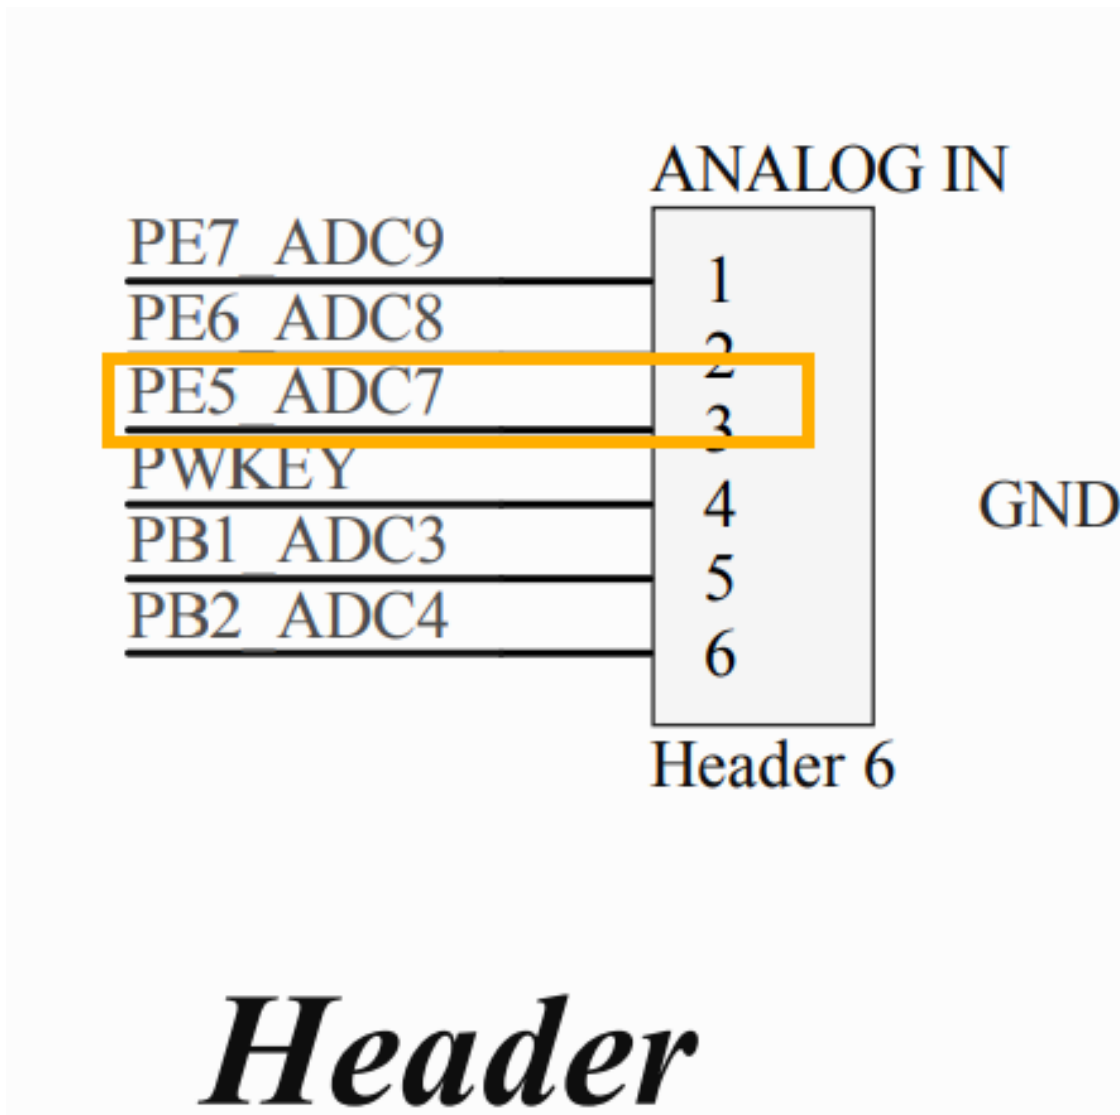 ANALOG IN
PE7_ADC9 1
PE6_ADC8 2
PE5_ADC7 3
PWKEY 4
GND
PB1_ADC3 5
PB2_ADC4 6
Header 6
Header